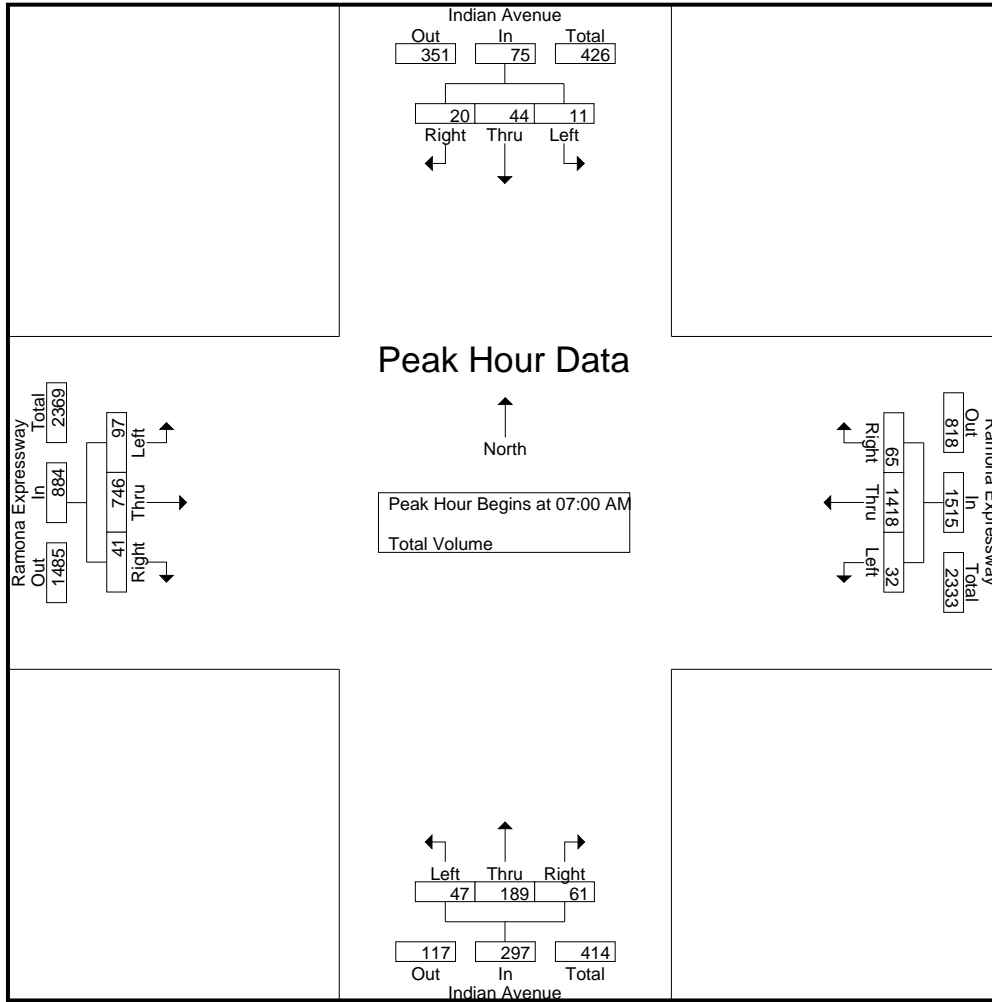 Indian Avenue
Out In Total
351 75 426
20 44 11
Right Thru Left
Peak Hour Data
North
Peak Hour Begins at 07:00 AM
Total Volume
Ramona Expressway
Out In Total
1485 884 2369
41 746 97
Right Thru Left
Ramona Expressway
Out In Total
818 1515 2333
65 1418 32
Right Thru Left
Left Thru Right
47 189 61
117 297 414
Out In Total
Indian Avenue